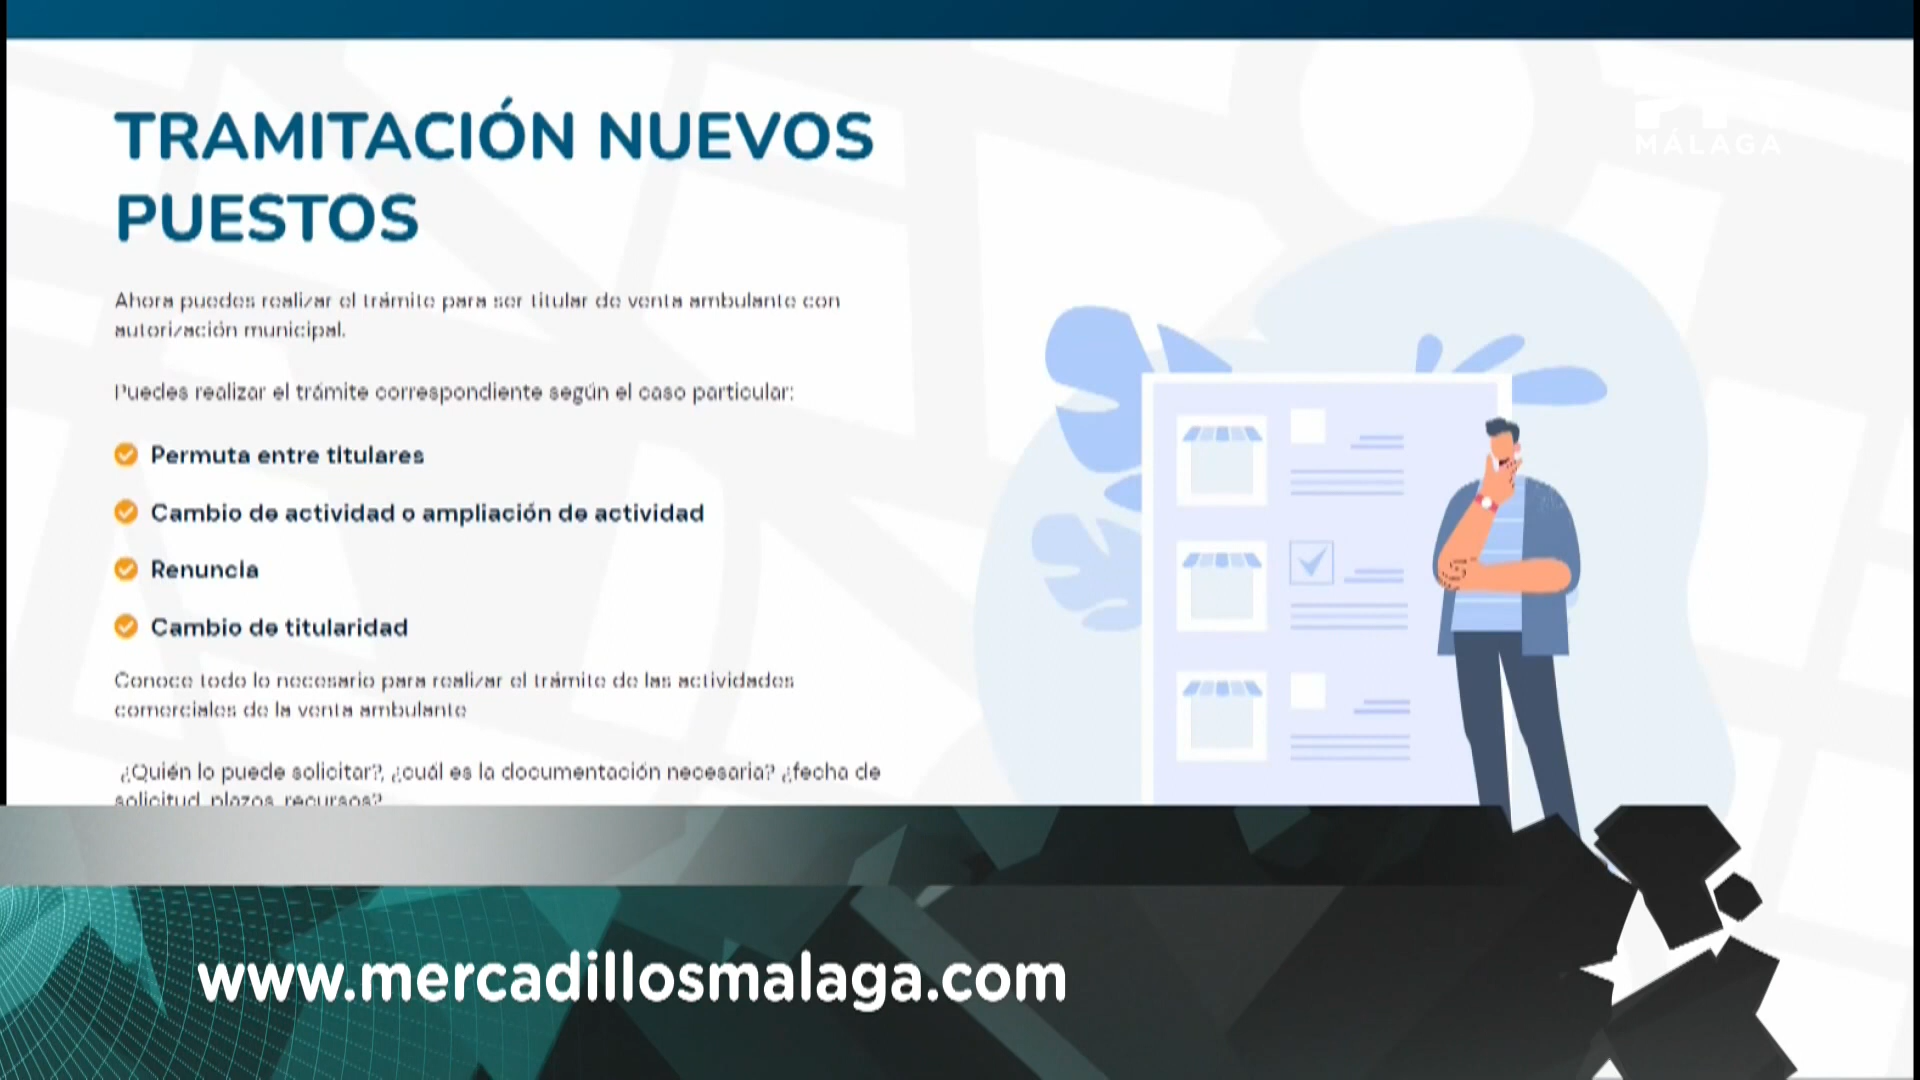 TRAMITACIÓN NUEVOS
PUESTOS
MÁLAGA
Ahora puedes realizar el trámite para ser titular de venta ambulante con
autorización municipal.
Puedes realizar el trámite correspondiente según el caso particular:
Permuta entre titulares
Cambio de actividad o ampliación de actividad
Renuncia
Cambio de titularidad
Conoce todo lo necesario para realizar el trámite de las actividades
comerciales de la venta ambulante
¿Quién lo puede solicitar?, ¿cuál es la documentación necesaria? ¿fecha de
solicitud, plazos, recursos?
www.mercadillosmalaga.com